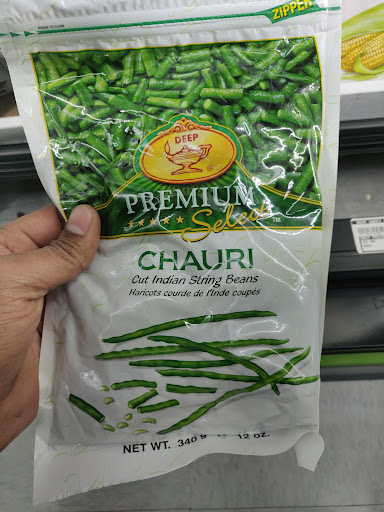 ZIPPER
DEEP
PREMIUM
Select
CHAURI
Cut Indian String Beans
Haricots courde de l'Inde coupés
NET WT. 340 g 12 oz.